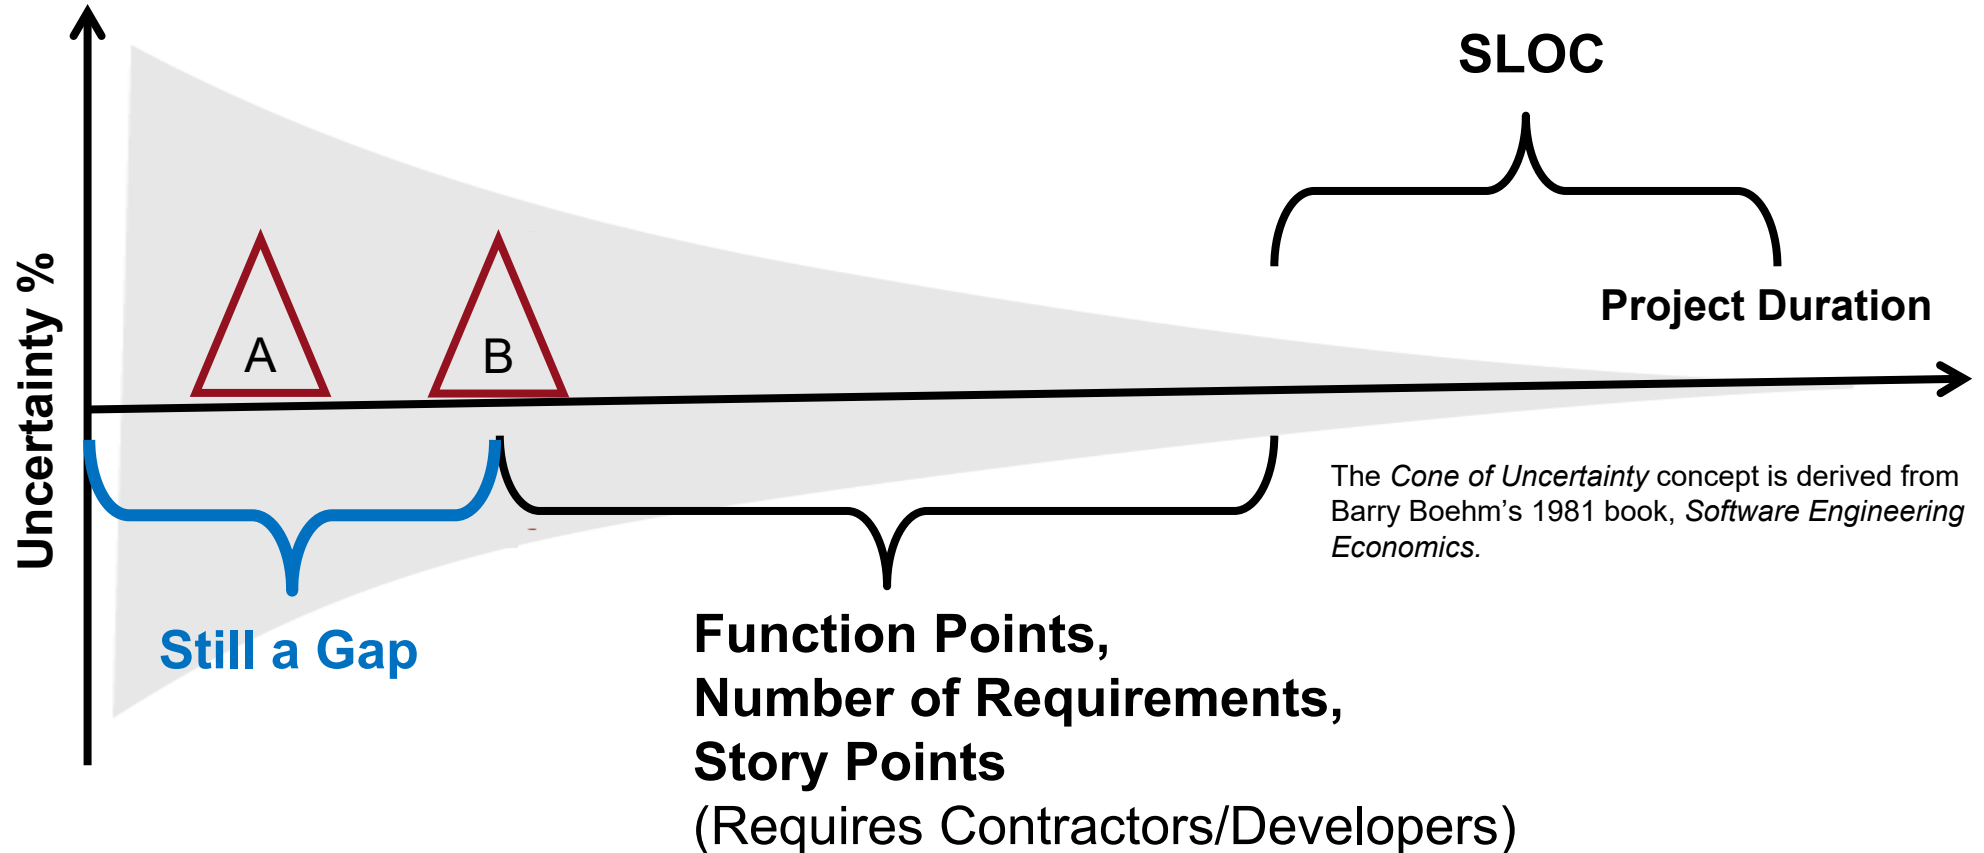 SLOC
Uncertainty %
A
B
Project Duration
The Cone of Uncertainty concept is derived from
Barry Boehm’s 1981 book, Software Engineering
Economics.
Still a Gap
Function Points,
Number of Requirements,
Story Points
(Requires Contractors/Developers)